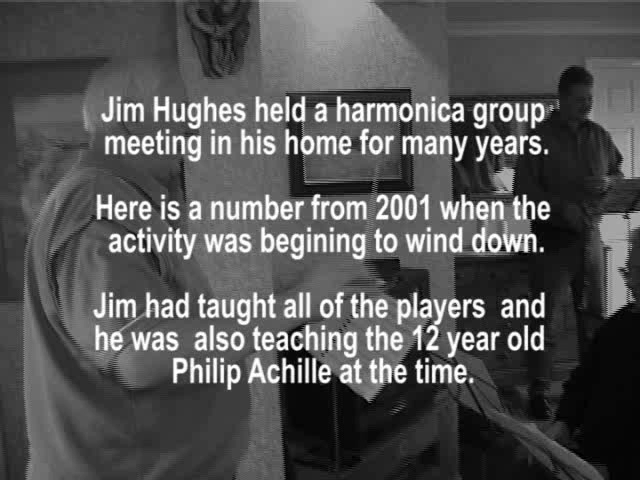 Jim Hughes held a harmonica group
meeting in his home for many years.
Here is a number from 2001 when the
activity was begining to wind down.
Jim had taught all of the players and
he was also teaching the 12 year old
Philip Achille at the time.